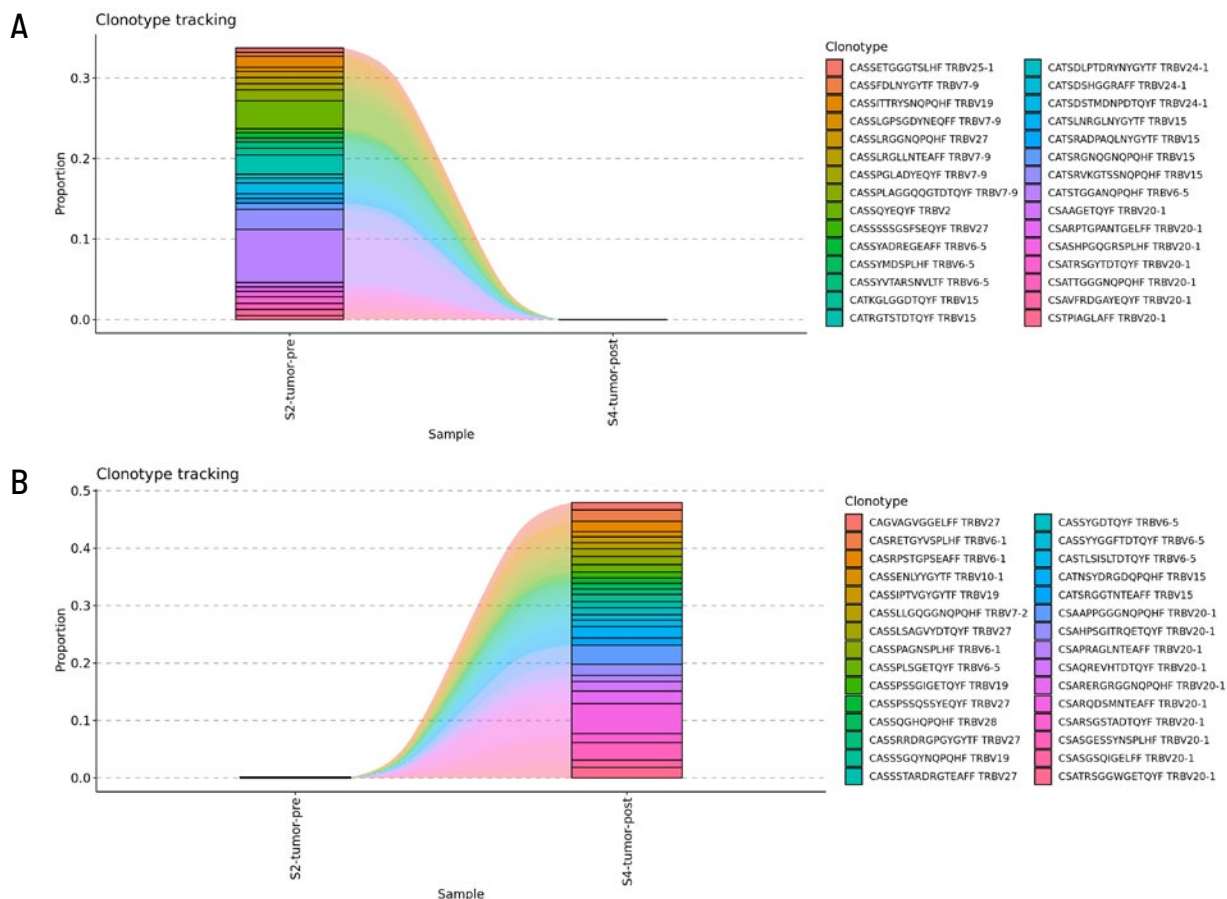 A
Clonotype tracking
Proportion
0.3
0.2
0.1
0.0
S2-tumor-pre
S4-tumor-post
Sample
Clonotype
CASSETGGGTSLHF TRBV25-1
CASSFDLNYGYTF TRBV7-9
CASSITTRYSNQPQHF TRBV19
CASSLGPSGDYNEQFF TRBV7-9
CASSLRGGNQPQHF TRBV27
CASSLRGLLNTEAFF TRBV7-9
CASSPGLADYEQYF TRBV7-9
CASSPLAGGQQGTDTQYF TRBV7-9
CASSQYEQYF TRBV2
CASSSSSGSFSEQYF TRBV27
CASSYADREGEAFF TRBV6-5
CASSYMDSPLHF TRBV6-5
CASSYVTARSNVLTF TRBV6-5
CATKGLGGDTQYF TRBV15
CATRGTSTDTQYF TRBV15
CATSDLPTDRYNYGYTF TRBV24-1
CATSDSHGGRAFF TRBV24-1
CATSDSTMDNPDTQYF TRBV24-1
CATSLNRGLNYGYTF TRBV15
CATSRADPAQLNYGYTF TRBV15
CATSRGNQGNQPQHF TRBV15
CATSRVKGTSSNQPQHF TRBV15
CATSTGGANQPQHF TRBV6-5
CSAAGETQYF TRBV20-1
CSARPTGPANTGELFF TRBV20-1
CSASHPGQGRSPLHF TRBV20-1
CSATRSGYTDTQYF TRBV20-1
CSATTGGGNQPQHF TRBV20-1
CSAVFRDGAYEQYF TRBV20-1
CSTPIAGLAFF TRBV20-1
B
Clonotype tracking
Proportion
0.5
0.4
0.3
0.2
0.1
0.0
S2-tumor-pre
S4-tumor-post
Sample
Clonotype
CAGVAGVGGELFF TRBV27
CASRETGYVSPLHF TRBV6-1
CASRPSTGPSEAFF TRBV6-1
CASSENLYYGYTF TRBV10-1
CASSIPTVGYGYTF TRBV19
CASSLLGQGGNQPQHF TRBV7-2
CASSLSAGVYDTQYF TRBV27
CASSPAGNSPLHF TRBV6-1
CASSPLSGETQYF TRBV6-5
CASSPSSGIGETQYF TRBV19
CASSPSSQSSYEQYF TRBV27
CASSQGHQPQHF TRBV28
CASSRRDRGPGYGYTF TRBV27
CASSSGQYNQPQHF TRBV19
CASSSTARDRGTEAFF TRBV27
CASSYGDTQYF TRBV6-5
CASSYYGGFTDTQYF TRBV6-5
CASTLSISLTDTQYF TRBV6-5
CATNSYDRGDQPQHF TRBV15
CATSRGGTNTEAFF TRBV15
CSAAPPGGGNQPQHF TRBV20-1
CSAHPSGITRQETQYF TRBV20-1
CSAPRAGLNTEAFF TRBV20-1
CSAQREVHTDTQYF TRBV20-1
CSARERGRGGNQPQHF TRBV20-1
CSARQDSMNTEAFF TRBV20-1
CSARSGSTADTQYF TRBV20-1
CSASGESSYNSPLHF TRBV20-1
CSASGSQIGELFF TRBV20-1
CSATRSGGWGETQYF TRBV20-1